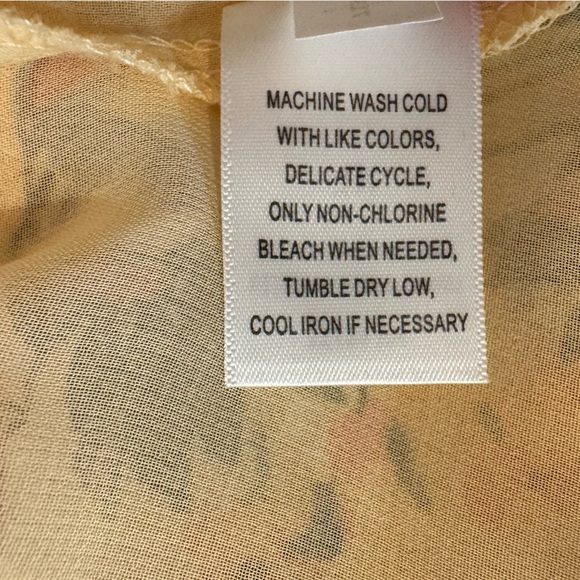 MACHINE WASH COLD
WITH LIKE COLORS,
DELICATE CYCLE,
ONLY NON-CHLORINE
BLEACH WHEN NEEDED,
TUMBLE DRY LOW,
COOL IRON IF NECESSARY